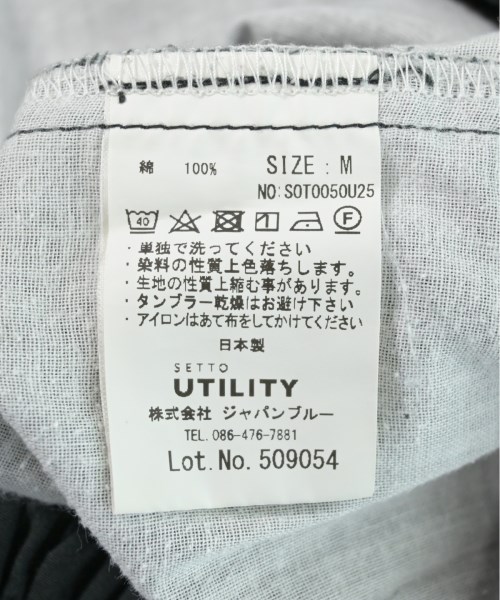 綿 100% SIZE : M
NO: SOT0050U25
40 F
・単独で洗ってください
・染料の性質上色落ちします。
・生地の性質上縮む事があります。
・タンブラー乾燥はお避け下さい
・アイロンはあて布をしてかけてください
日本製
SETTO
UTILITY
株式会社 ジャパンブルー
TEL. 086-476-7881
Lot. No. 509054